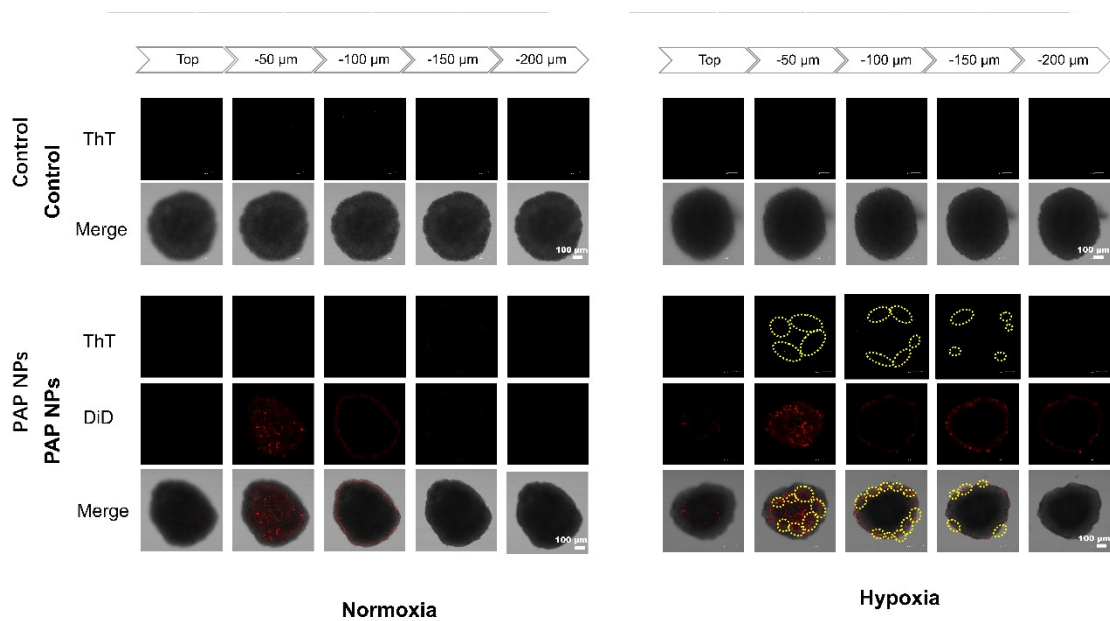 Top -50 µm -100 µm -150 µm -200 µm
Top -50 µm -100 µm -150 µm -200 µm
Control
Control
ThT
Merge
100 µm
100 µm
PAP NPs
PAP NPs
ThT
DiD
Merge
100 µm
100 µm
Normoxia
Hypoxia